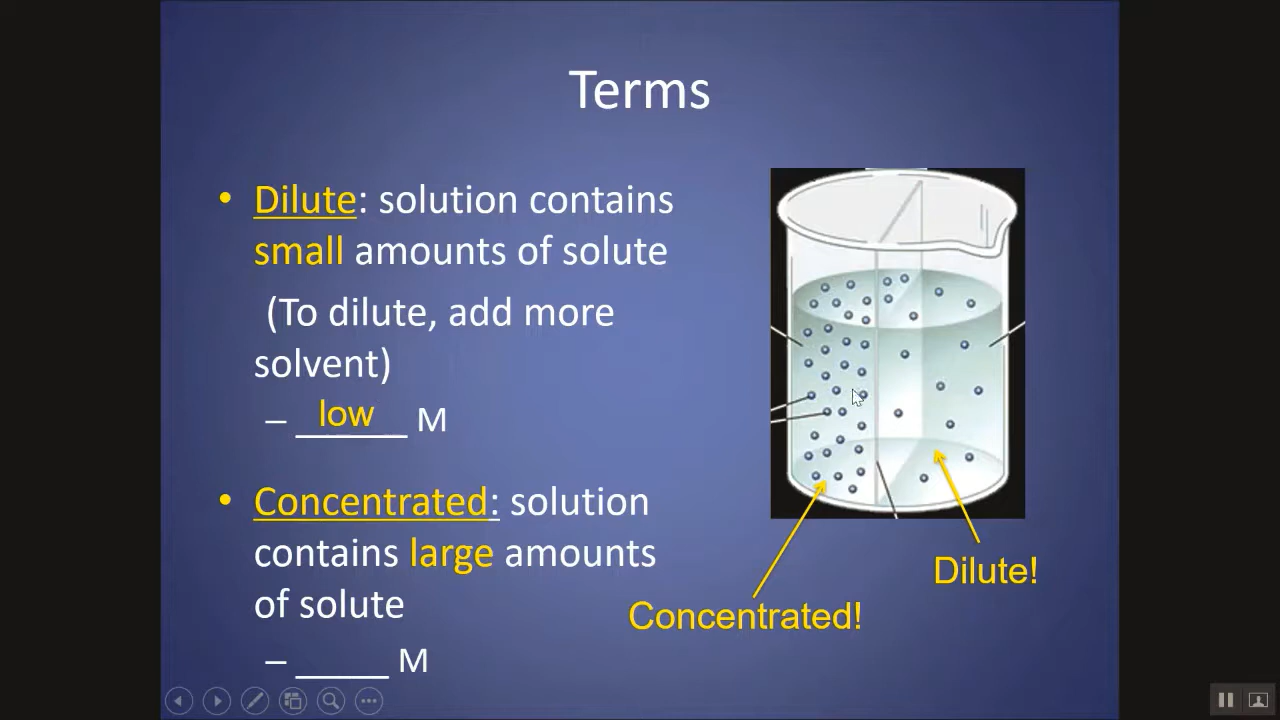 Terms
• Dilute: solution contains
small amounts of solute
(To dilute, add more
solvent)
– low M
• Concentrated: solution
contains large amounts
of solute
– _____ M
Concentrated!
Dilute!